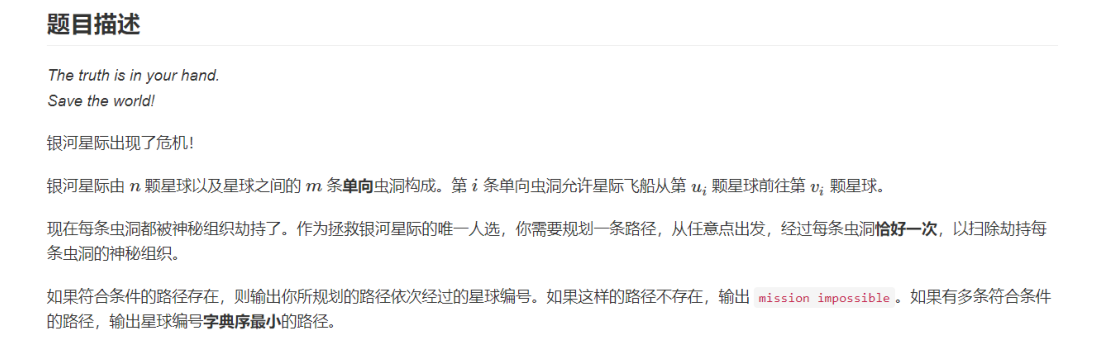 题目描述
The truth is in your hand.
Save the world!
银河星际出现了危机！
银河星际由 n 颗星球以及星球之间的 m 条单向虫洞构成。第 i 条单向虫洞允许星际飞船从第 u_i 颗星球前往第 v_i 颗星球。
现在每条虫洞都被神秘组织劫持了。作为拯救银河星际的唯一人选，你需要规划一条路径，从任意点出发，经过每条虫洞恰好一次，以扫除劫持每
条虫洞的神秘组织。
如果符合条件的路径存在，则输出你所规划的路径依次经过的星球编号。如果这样的路径不存在，输出 mission impossible 。如果有多条符合条件
的路径，输出星球编号字典序最小的路径。